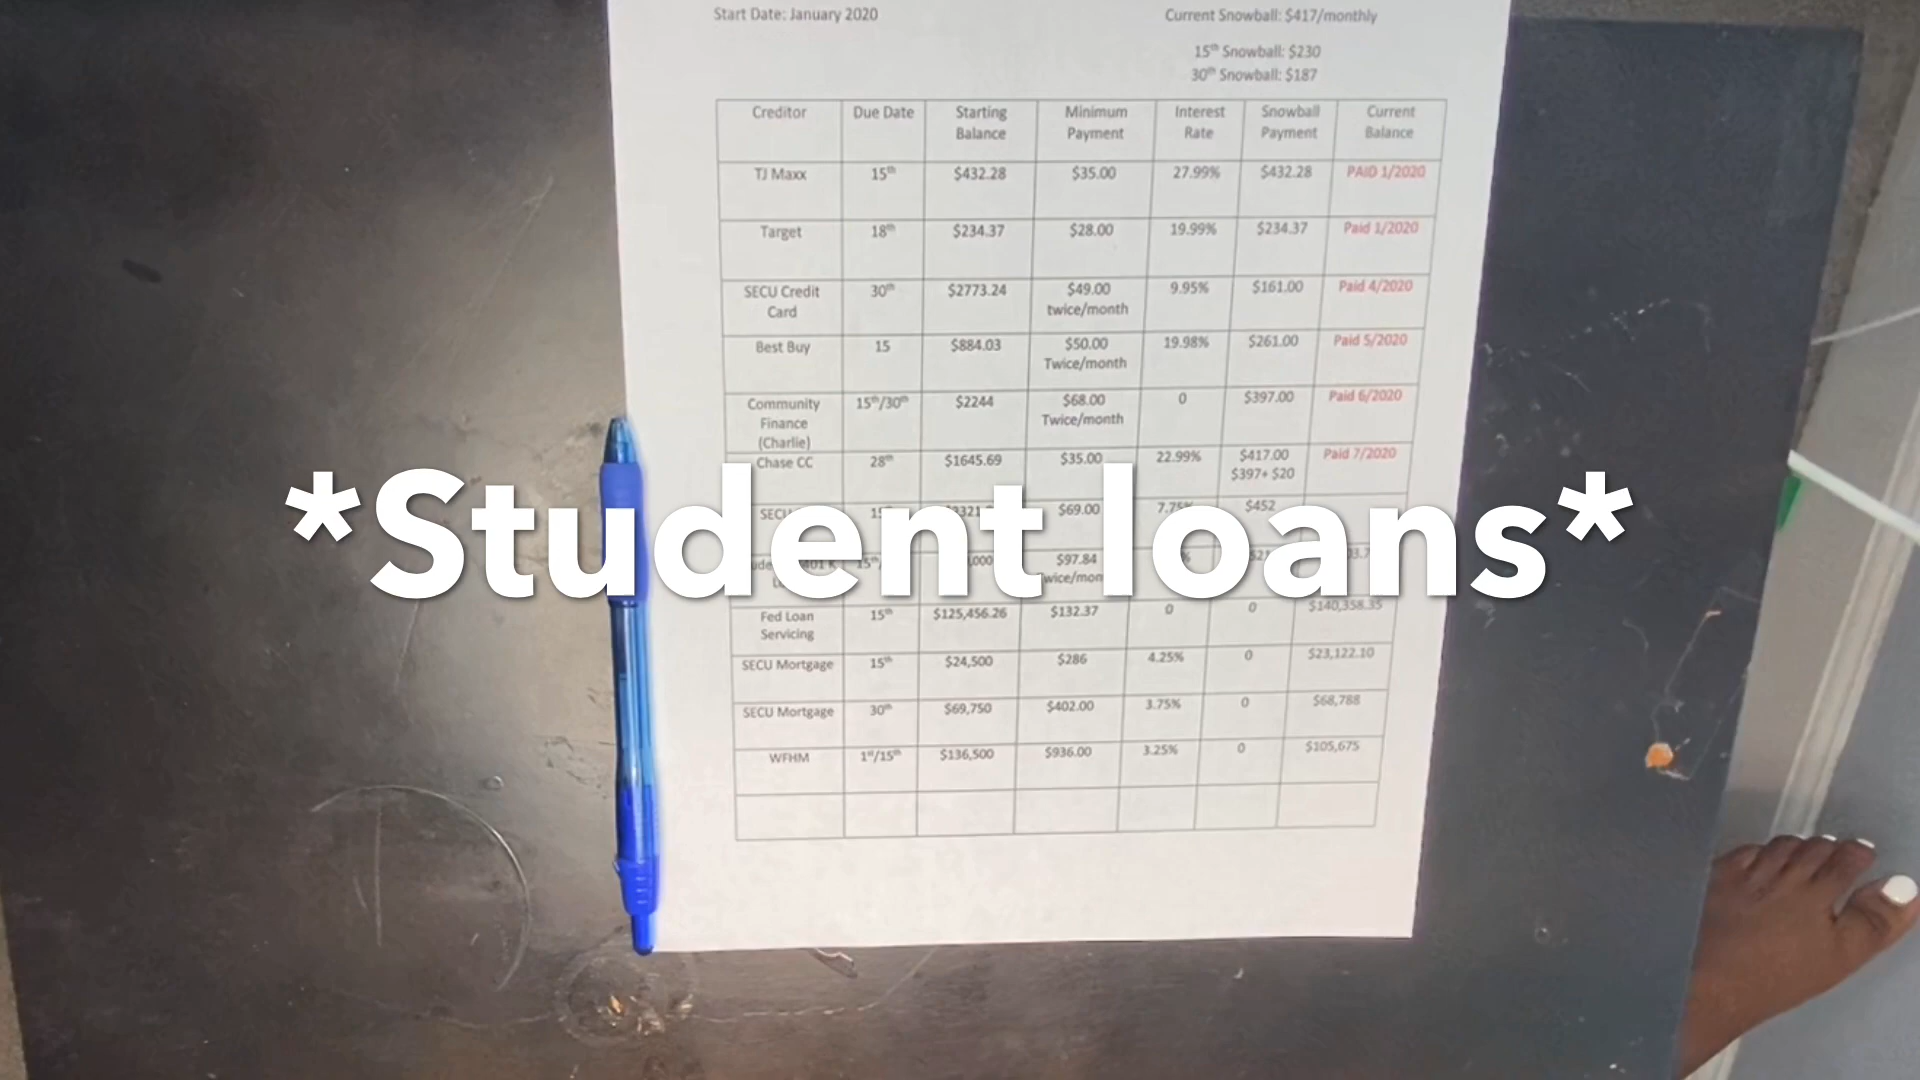 Start Date: January 2020 Current Snowball: $417/monthly
15th Snowball: $230
30th Snowball: $187
Creditor Due Date Starting Balance Minimum Payment Interest Rate Snowball Payment Current Balance
TJ Maxx 15th $432.28 $35.00 27.99% $432.28 PAID 1/2020
Target 18th $234.37 $28.00 19.99% $234.37 Paid 1/2020
SECU Credit Card 30th $2773.24 $49.00 twice/month 9.95% $161.00 Paid 4/2020
Best Buy 15 $884.03 $50.00 Twice/month 19.98% $261.00 Paid 5/2020
Community Finance (Charlie) 15th/30th $2244 $68.00 Twice/month 0 $397.00 Paid 6/2020
Chase CC 28th $1645.69 $35.00 22.99% $417.00 $397+ $20 Paid 7/2020
SECU $69.00 $452
*Student loans*
$97.84
Fed Loan Servicing 15th $125,456.26 $132.37 0 0 $140,358.35
SECU Mortgage 15th $24,500 $286 4.25% 0 $23,122.10
SECU Mortgage 30th $69,750 $402.00 3.75% 0 $68,788
WFHM 1st/15th $136,500 $936.00 3.25% 0 $105,675